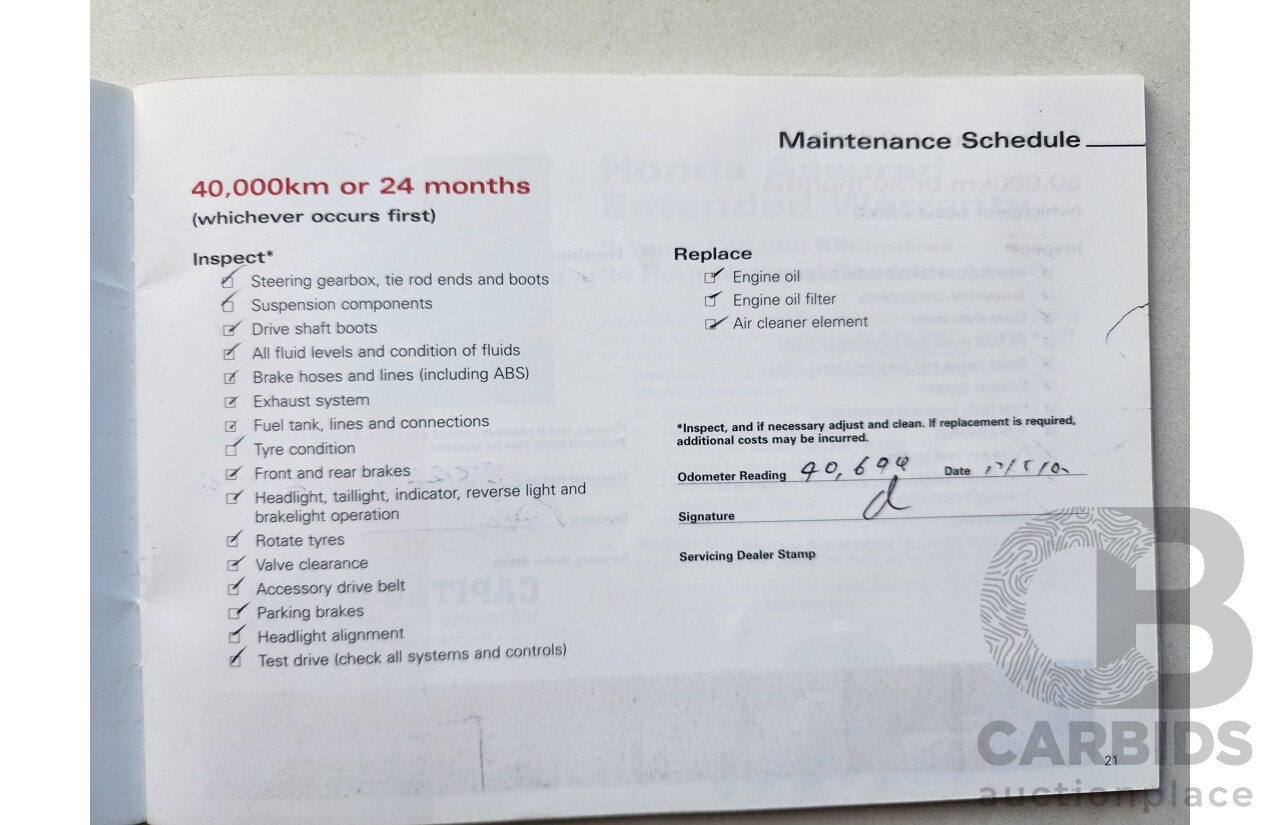 Maintenance Schedule
40,000km or 24 months
(whichever occurs first)
Inspect*
Steering gearbox, tie rod ends and boots
Suspension components
Drive shaft boots
All fluid levels and condition of fluids
Brake hoses and lines (including ABS)
Exhaust system
Fuel tank, lines and connections
Tyre condition
Front and rear brakes
Headlight, taillight, indicator, reverse light and
brakelight operation
Rotate tyres
Valve clearance
Accessory drive belt
Parking brakes
Headlight alignment
Test drive (check all systems and controls)
Replace
Engine oil
Engine oil filter
Air cleaner element
*Inspect, and if necessary adjust and clean. If replacement is required,
additional costs may be incurred.
Odometer Reading 40,694 Date
Signature
Servicing Dealer Stamp
21
CARBIDS
auctionplace